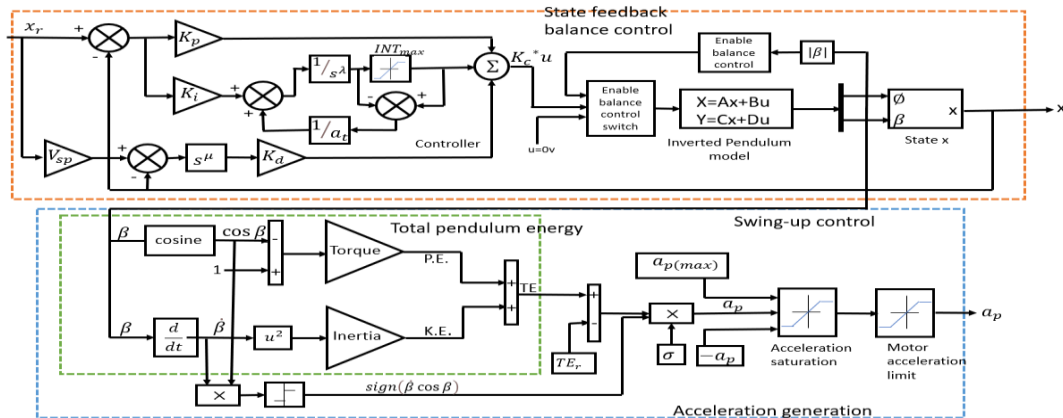 State feedback
balance control
x_r
+
-
K_p
INT_max
K_i
+
+
1/s^λ
-
+
1/a_t
Σ
K_c*u
Controller
V_sp
+
-
s^μ
K_d
Enable
balance
control
|β|
Enable
balance
control
switch
u=0v
X=Ax+Bu
Y=Cx+Du
Inverted Pendulum
model
Ø
β
x
State x
x
Swing-up control
Total pendulum energy
β
cosine
cos β
-
1
+
Torque
P.E.
β
d/dt
β̇
u²
Inertia
K.E.
+
+
TE
+
-
TE_r
×
σ
a_p(max)
a_p
-a_p
Acceleration
saturation
Motor
acceleration
limit
a_p
×
sign(β̇ cos β)
Acceleration generation